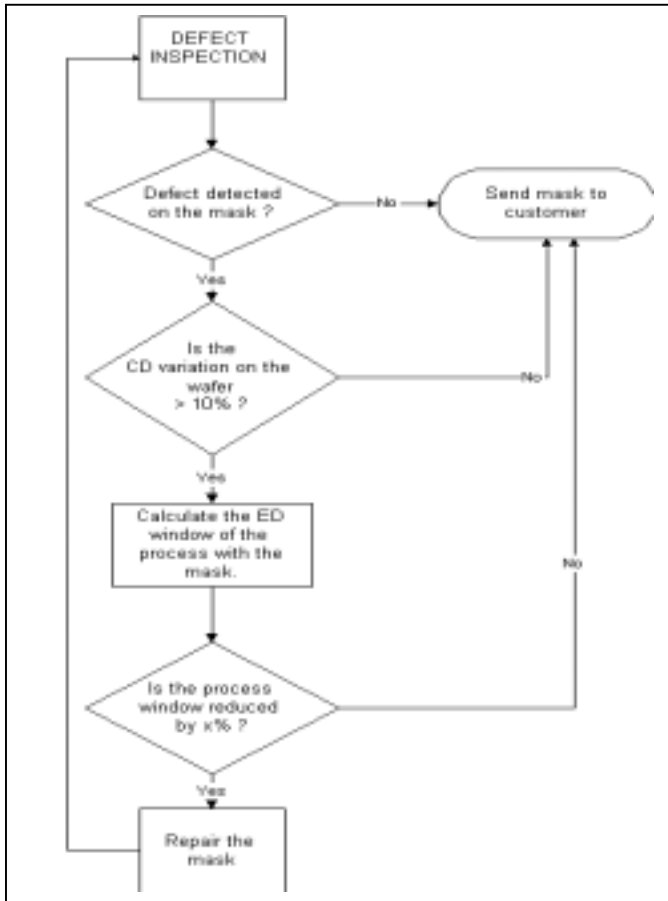 DEFECT
INSPECTION
Defect detected
on the mask ?
No
Send mask to
customer
Yes
Is the
CD variation on the
wafer
> 10% ?
No
Yes
Calculate the ED
window of the
process with the
mask.
No
Is the process
window reduced
by x% ?
Yes
Repair the
mask